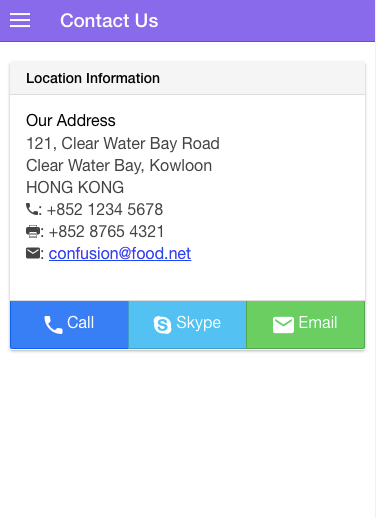 Contact Us
Location Information
Our Address
121, Clear Water Bay Road
Clear Water Bay, Kowloon
HONG KONG
: +852 1234 5678
: +852 8765 4321
: confusion@food.net
Call Skype Email